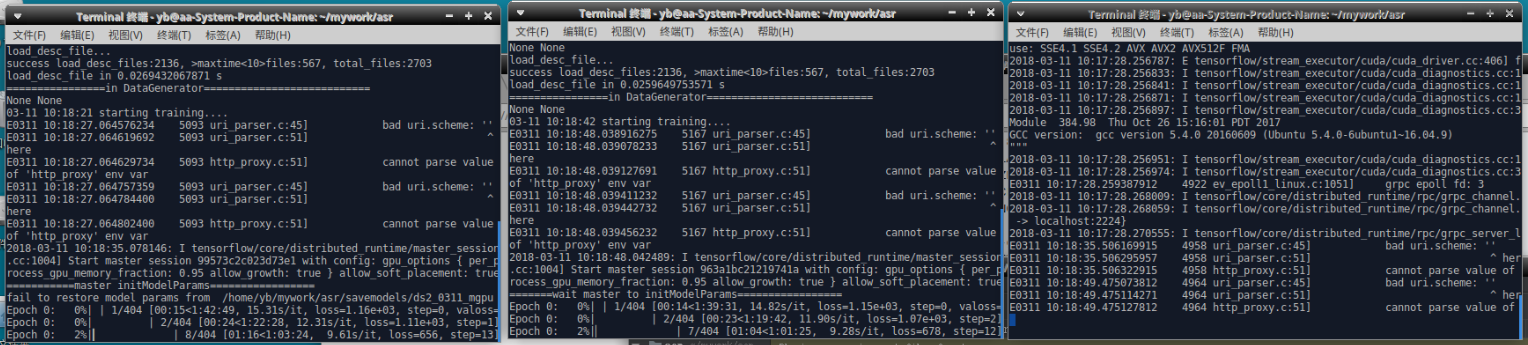 Terminal 终端 - yb@aa-System-Product-Name: ~/mywork/asr
文件(F) 编辑(E) 视图(V) 终端(T) 标签(A) 帮助(H)
load_desc_file...
success load_desc_files:2136, >maxtime<10>files:567, total_files:2703
load_desc_file in 0.0269432067871 s
================in DataGenerator===========================
None None
03-11 10:18:21 starting training....
E0311 10:18:27.064576234    5093 uri_parser.c:45]            bad uri.scheme: ''
E0311 10:18:27.064619692    5093 uri_parser.c:51]                             ^
here
E0311 10:18:27.064629734    5093 http_proxy.c:51]            cannot parse value
of 'http_proxy' env var
E0311 10:18:27.064757359    5093 uri_parser.c:45]            bad uri.scheme: ''
E0311 10:18:27.064784400    5093 uri_parser.c:51]                             ^
here
E0311 10:18:27.064802400    5093 http_proxy.c:51]            cannot parse value
of 'http_proxy' env var
2018-03-11 10:18:35.078146: I tensorflow/core/distributed_runtime/master_session
.cc:1004] Start master session 99573c2c023d73e1 with config: gpu_options { per_p
rocess_gpu_memory_fraction: 0.95 allow_growth: true } allow_soft_placement: true
===========master initModelParams=================
fail to restore model params from  /home/yb/mywork/asr/savemodels/ds2_0311_mgpu
Epoch 0:   0%| | 1/404 [00:15<1:42:49, 15.31s/it, loss=1.16e+03, step=0, valoss=
Epoch 0:   0%|         | 2/404 [00:24<1:22:28, 12.31s/it, loss=1.11e+03, step=1]
Epoch 0:   2%|         | 8/404 [01:16<1:03:24,  9.61s/it, loss=656, step=13]
Terminal 终端 - yb@aa-System-Product-Name: ~/mywork/asr
文件(F) 编辑(E) 视图(V) 终端(T) 标签(A) 帮助(H)
None None
load_desc_file...
success load_desc_files:2136, >maxtime<10>files:567, total_files:2703
load_desc_file in 0.0259649753571 s
================in DataGenerator===========================
None None
03-11 10:18:42 starting training....
E0311 10:18:48.038916275    5167 uri_parser.c:45]            bad uri.scheme: ''
E0311 10:18:48.039078233    5167 uri_parser.c:51]                             ^
here
E0311 10:18:48.039127691    5167 http_proxy.c:51]            cannot parse value
of 'http_proxy' env var
E0311 10:18:48.039411232    5167 uri_parser.c:45]            bad uri.scheme: ''
E0311 10:18:48.039442732    5167 uri_parser.c:51]                             ^
here
E0311 10:18:48.039456232    5167 http_proxy.c:51]            cannot parse value
of 'http_proxy' env var
2018-03-11 10:18:48.042489: I tensorflow/core/distributed_runtime/master_session
.cc:1004] Start master session 963a1bc21219741a with config: gpu_options { per_p
rocess_gpu_memory_fraction: 0.95 allow_growth: true } allow_soft_placement: true
=======wait master to initModelParams=================
Epoch 0:   0%| | 1/404 [00:14<1:39:31, 14.82s/it, loss=1.15e+03, step=0, valoss=
Epoch 0:   0%|         | 2/404 [00:23<1:19:42, 11.90s/it, loss=1.07e+03, step=2]
Epoch 0:   2%|         | 7/404 [01:04<1:01:25,  9.28s/it, loss=678, step=12]
Terminal 终端 - yb@aa-System-Product-Name: ~/mywork/asr
文件(F) 编辑(E) 视图(V) 终端(T) 标签(A) 帮助(H)
use: SSE4.1 SSE4.2 AVX AVX2 AVX512F FMA
2018-03-11 10:17:28.256787: E tensorflow/stream_executor/cuda/cuda_driver.cc:406] f
2018-03-11 10:17:28.256833: I tensorflow/stream_executor/cuda/cuda_diagnostics.cc:1
2018-03-11 10:17:28.256841: I tensorflow/stream_executor/cuda/cuda_diagnostics.cc:1
2018-03-11 10:17:28.256871: I tensorflow/stream_executor/cuda/cuda_diagnostics.cc:1
2018-03-11 10:17:28.256897: I tensorflow/stream_executor/cuda/cuda_diagnostics.cc:3
Module  384.98  Thu Oct 26 15:16:01 PDT 2017
GCC version:  gcc version 5.4.0 20160609 (Ubuntu 5.4.0-6ubuntu1~16.04.9)
"""
2018-03-11 10:17:28.256951: I tensorflow/stream_executor/cuda/cuda_diagnostics.cc:1
2018-03-11 10:17:28.256974: I tensorflow/stream_executor/cuda/cuda_diagnostics.cc:3
E0311 10:17:28.259387912    4922 ev_epoll1_linux.c:1051]     grpc epoll fd: 3
2018-03-11 10:17:28.268009: I tensorflow/core/distributed_runtime/rpc/grpc_channel.
2018-03-11 10:17:28.268059: I tensorflow/core/distributed_runtime/rpc/grpc_channel.
-> localhost:2224}
2018-03-11 10:17:28.270555: I tensorflow/core/distributed_runtime/rpc/grpc_server_l
E0311 10:18:35.506169915    4958 uri_parser.c:45]            bad uri.scheme: ''
E0311 10:18:35.506295957    4958 uri_parser.c:51]                             ^ her
E0311 10:18:35.506322915    4958 http_proxy.c:51]            cannot parse value of
E0311 10:18:49.475073812    4964 uri_parser.c:45]            bad uri.scheme: ''
E0311 10:18:49.475114271    4964 uri_parser.c:51]                             ^ her
E0311 10:18:49.475127812    4964 http_proxy.c:51]            cannot parse value of